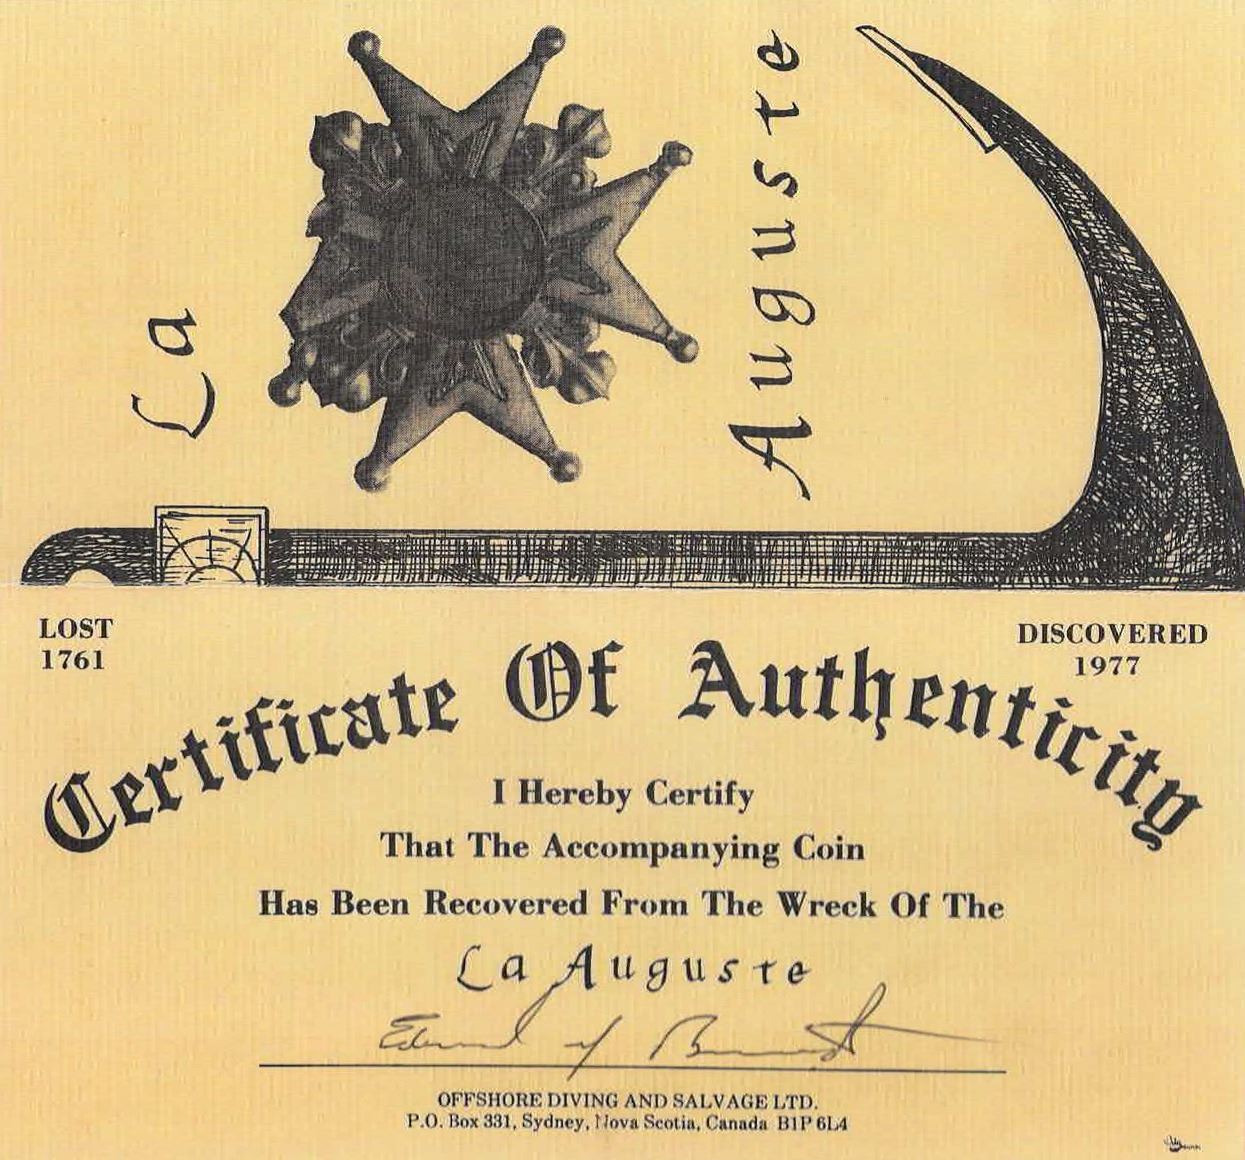 La Auguste
LOST
1761
DISCOVERED
1977
Certificate Of Authenticity
I Hereby Certify
That The Accompanying Coin
Has Been Recovered From The Wreck Of The
La Auguste
OFFSHORE DIVING AND SALVAGE LTD.
P.O. Box 331, Sydney, Nova Scotia, Canada B1P 6L4